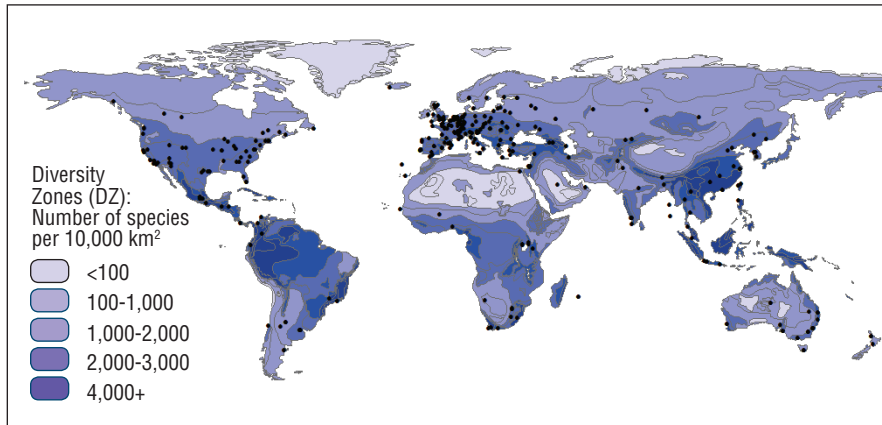 Diversity
Zones (DZ):
Number of species
per 10,000 km²
<100
100-1,000
1,000-2,000
2,000-3,000
4,000+